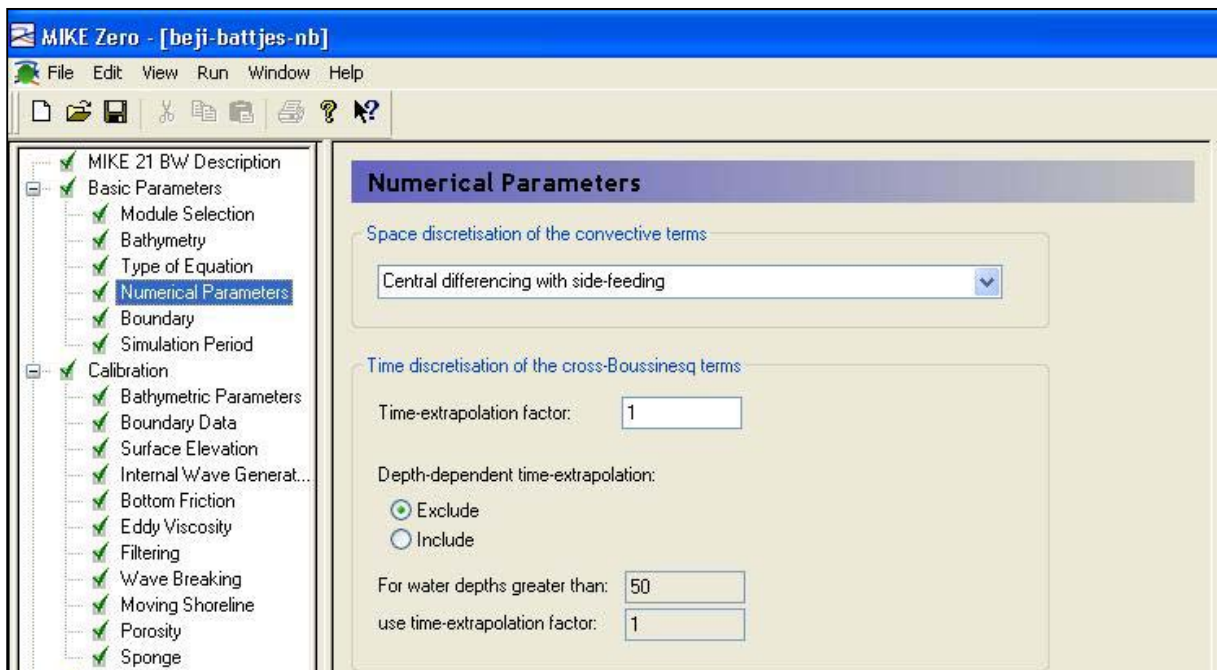 MIKE Zero - [beji-battjes-nb]
File Edit View Run Window Help
MIKE 21 BW Description
Basic Parameters
Module Selection
Bathymetry
Type of Equation
Numerical Parameters
Boundary
Simulation Period
Calibration
Bathymetric Parameters
Boundary Data
Surface Elevation
Internal Wave Generat...
Bottom Friction
Eddy Viscosity
Filtering
Wave Breaking
Moving Shoreline
Porosity
Sponge
Numerical Parameters
Space discretisation of the convective terms
Central differencing with side-feeding
Time discretisation of the cross-Boussinesq terms
Time-extrapolation factor: 1
Depth-dependent time-extrapolation:
Exclude
Include
For water depths greater than: 50
use time-extrapolation factor: 1